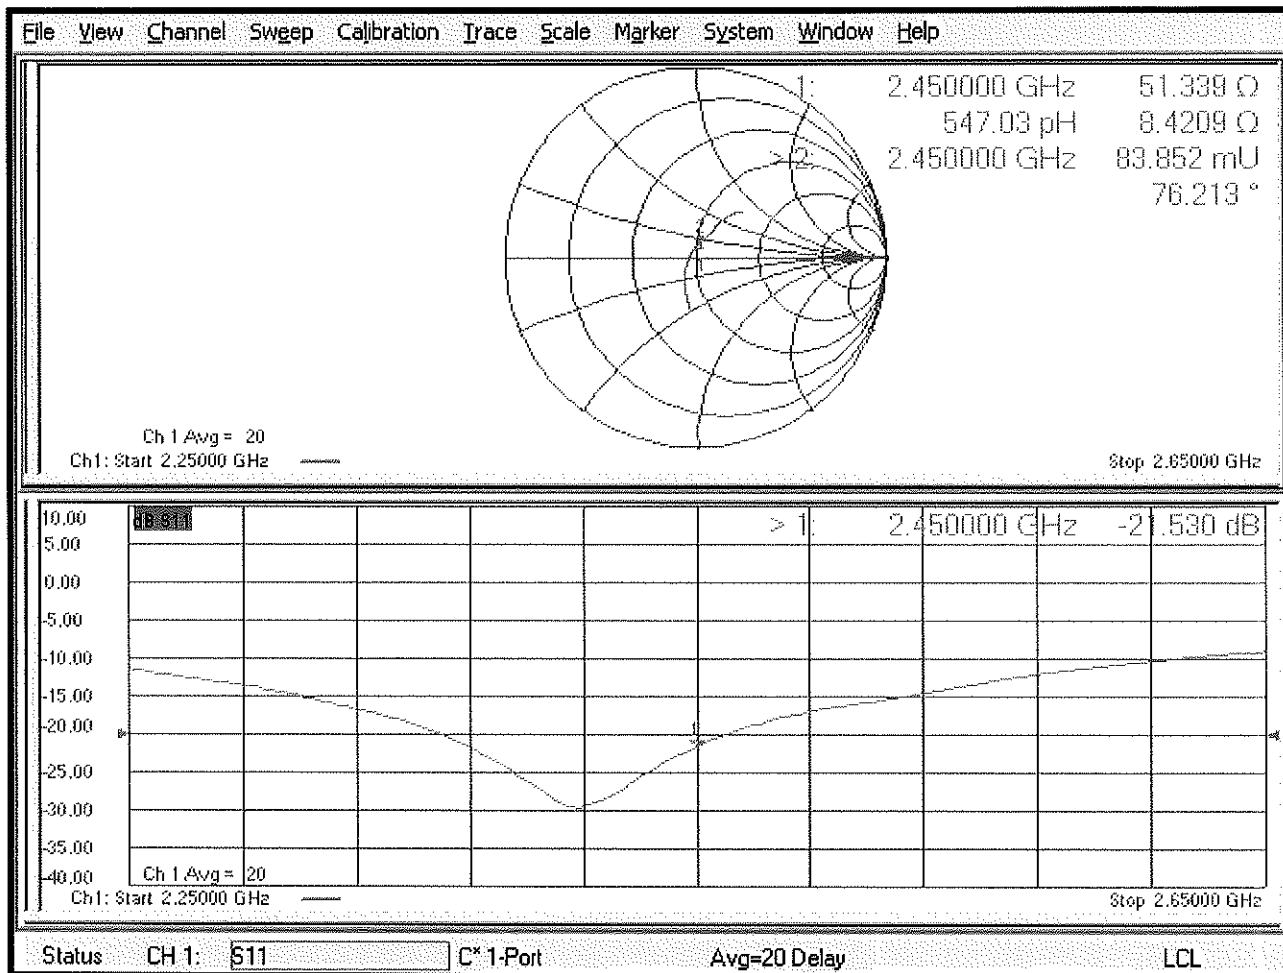 File View Channel Sweep Calibration Trace Scale Marker System Window Help
1: 2.450000 GHz 51.339 Ω
547.03 pH 8.4209 Ω
> 2: 2.450000 GHz 83.852 mU
76.213 °
Ch 1 Avg = 20
Ch1: Start 2.25000 GHz
Stop 2.65000 GHz
10.00 dB S11 > 1: 2.450000 GHz -21.530 dB
5.00
0.00
-5.00
-10.00
-15.00
-20.00
1
-25.00
-30.00
-35.00
-40.00
Ch 1 Avg = 20
Ch1: Start 2.25000 GHz
Stop 2.65000 GHz
Status CH 1: S11 C* 1-Port Avg=20 Delay LCL